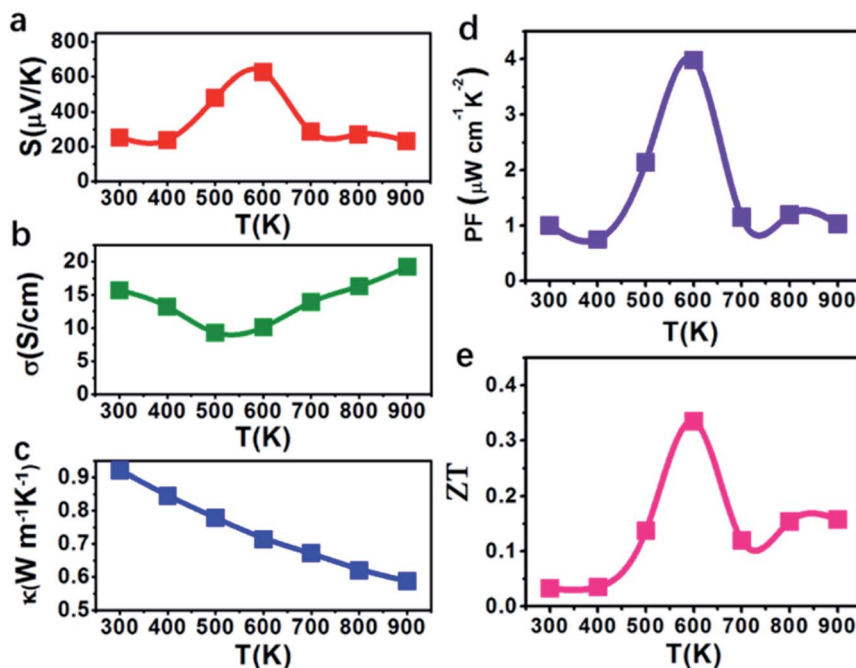 a
800
600
400
200
0
S(μV/K)
300 400 500 600 700 800 900
T(K)
b
20
15
10
5
0
σ(S/cm)
300 400 500 600 700 800 900
T(K)
c
0.9
0.8
0.7
0.6
0.5
κ(W m⁻¹K⁻¹)
300 400 500 600 700 800 900
T(K)
d
4
3
2
1
0
PF (μW cm⁻¹K⁻²)
300 400 500 600 700 800 900
T(K)
e
0.4
0.3
0.2
0.1
0.0
ZT
300 400 500 600 700 800 900
T(K)